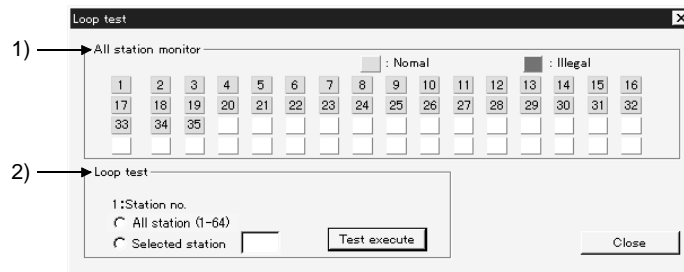 Loop test
1)
All station monitor
: Nomal : Illegal
1 2 3 4 5 6 7 8 9 10 11 12 13 14 15 16
17 18 19 20 21 22 23 24 25 26 27 28 29 30 31 32
33 34 35
2)
Loop test
1:Station no.
All station (1-64)
Selected station
Test execute
Close